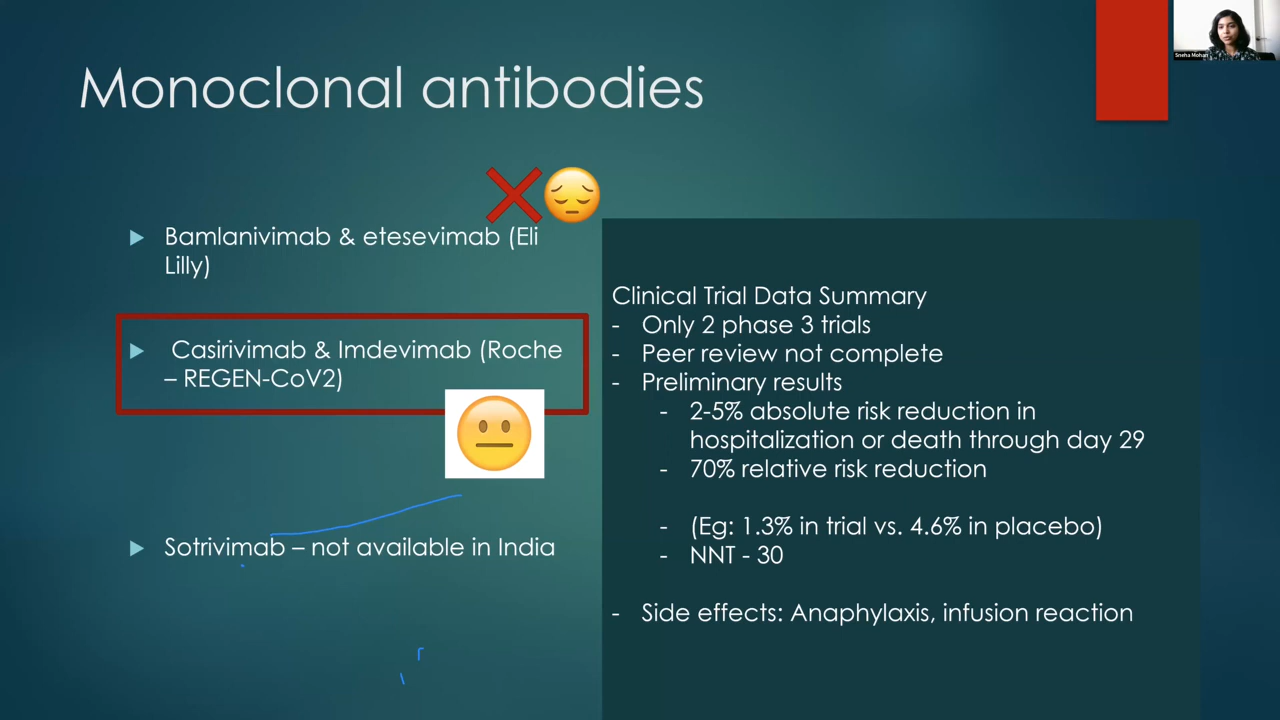 Monoclonal antibodies
Bamlanivimab & etesevimab (Eli
Lilly)
Casirivimab & Imdevimab (Roche
– REGEN-CoV2)
Sotrivimab – not available in India
Clinical Trial Data Summary
- Only 2 phase 3 trials
- Peer review not complete
- Preliminary results
- 2-5% absolute risk reduction in
hospitalization or death through day 29
- 70% relative risk reduction
- (Eg: 1.3% in trial vs. 4.6% in placebo)
- NNT - 30
- Side effects: Anaphylaxis, infusion reaction
Sneha Mohan